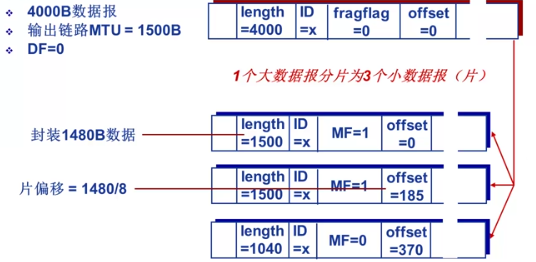 4000B数据报
输出链路MTU = 1500B
DF=0
length =4000 ID =x fragflag =0 offset =0
1个大数据报分片为3个小数据报（片）
封装1480B数据
length =1500 ID =x MF=1 offset =0
片偏移 = 1480/8
length =1500 ID =x MF=1 offset =185
length =1040 ID =x MF=0 offset =370